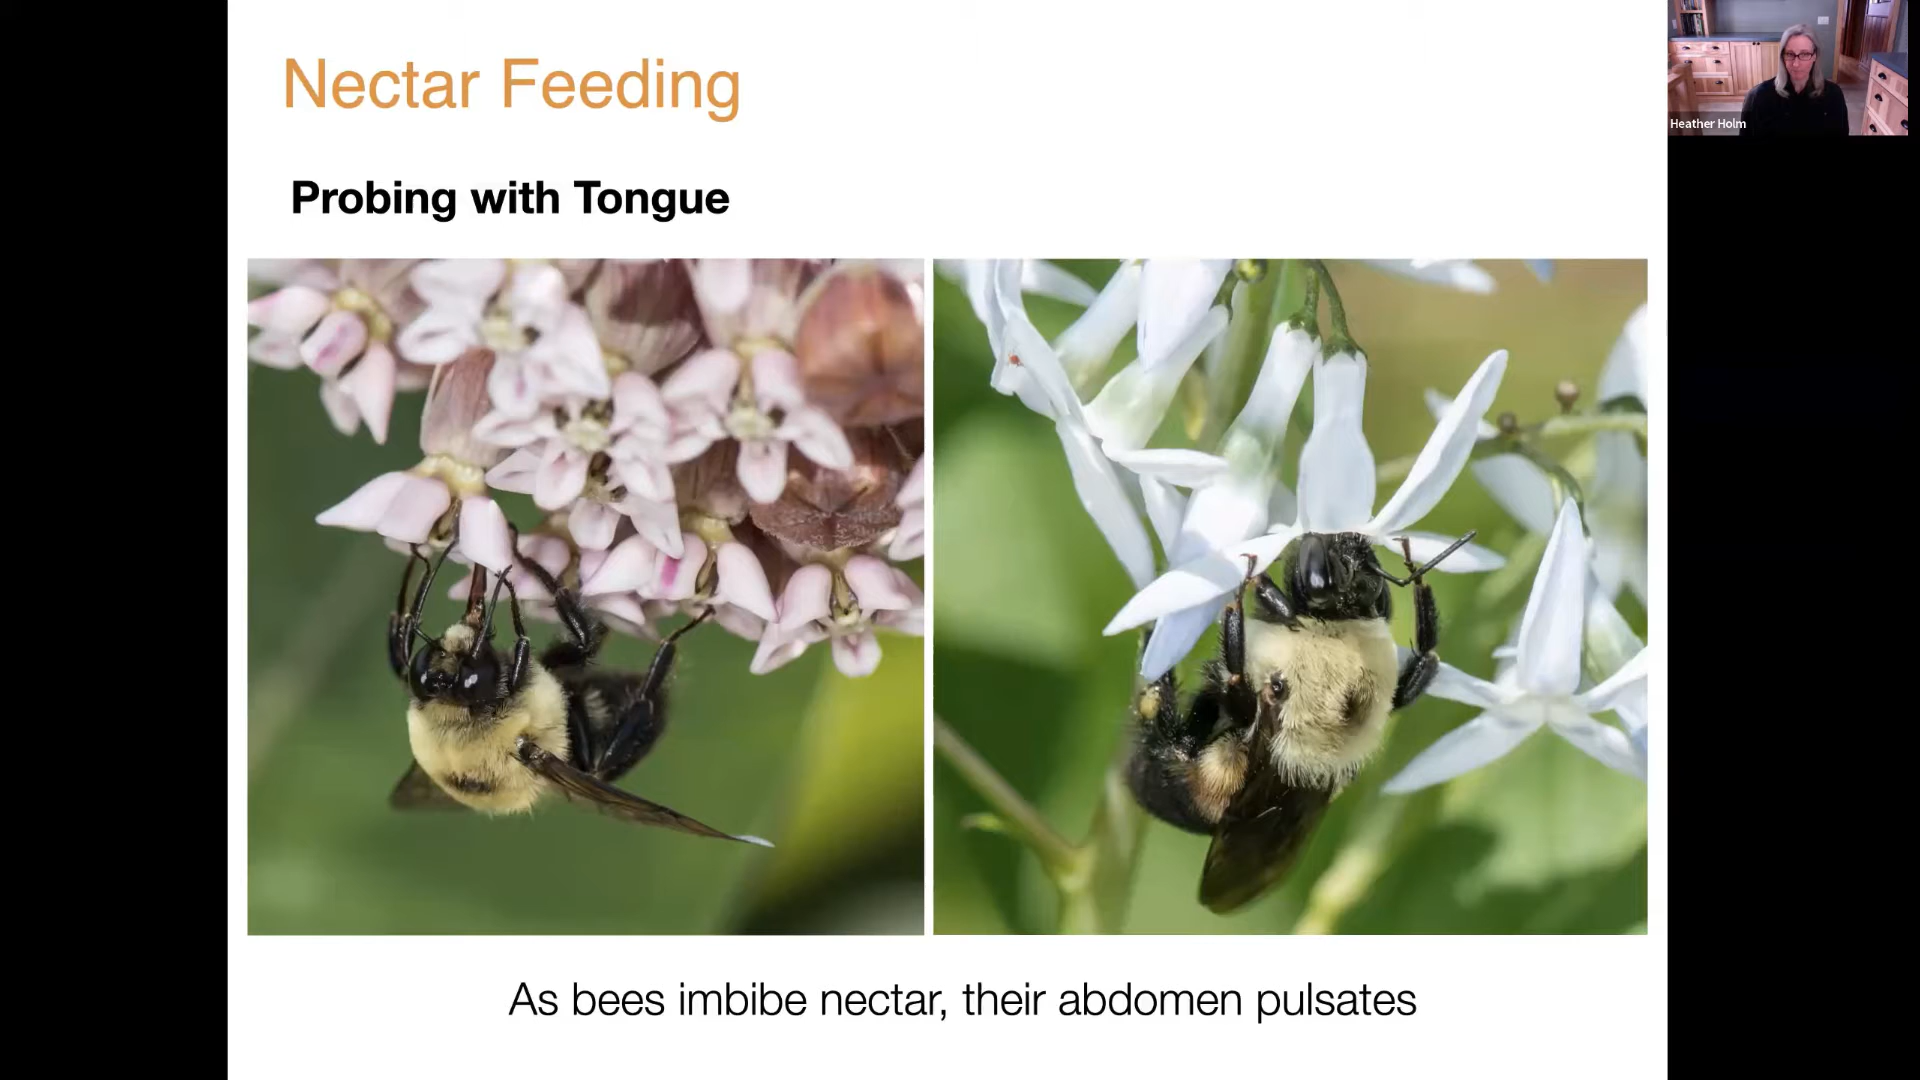 Nectar Feeding
Heather Holm
Probing with Tongue
As bees imbibe nectar, their abdomen pulsates